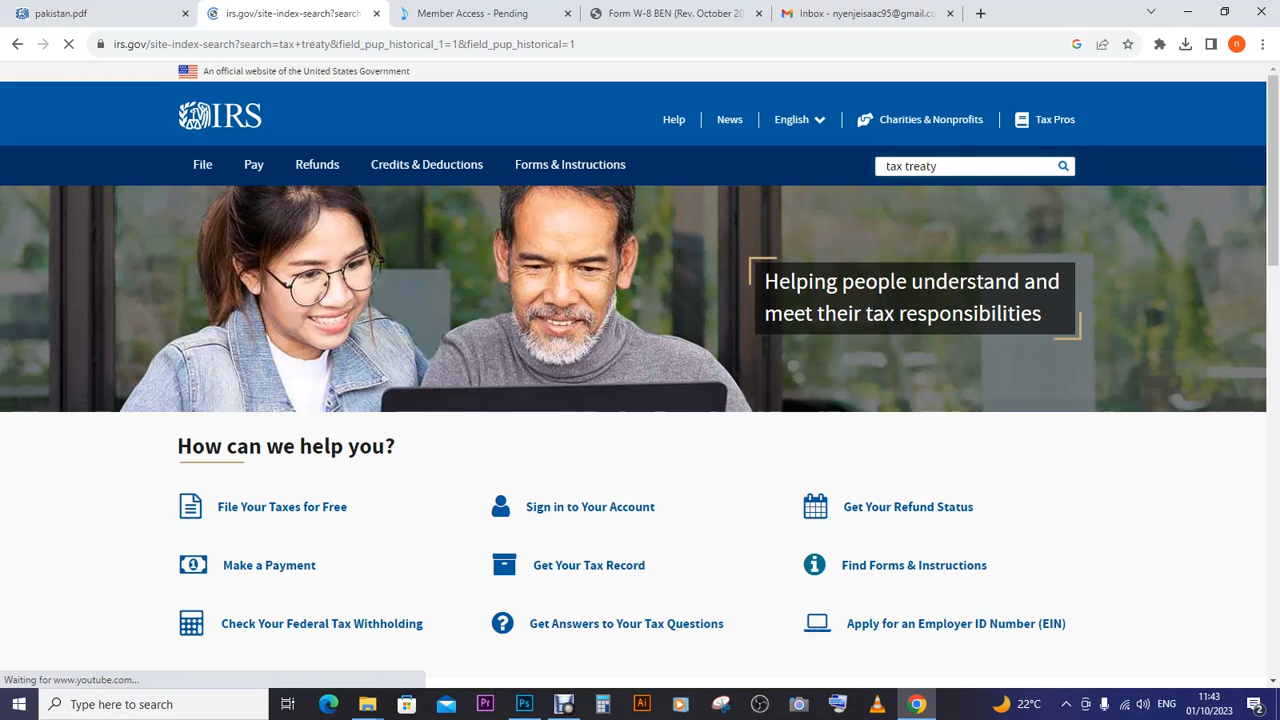 pakistan.pdf
irs.gov/site-index-search?search
Member Access - Pending
Form W-8 BEN (Rev. October 20
Inbox - nyenjeisaac95@gmail.co
irs.gov/site-index-search?search=tax+treaty&field_pup_historical_1=1&field_pup_historical=1
n
An official website of the United States Government
IRS
Help
News
English
Charities & Nonprofits
Tax Pros
File
Pay
Refunds
Credits & Deductions
Forms & Instructions
tax treaty
Helping people understand and
meet their tax responsibilities
How can we help you?
File Your Taxes for Free
Sign in to Your Account
Get Your Refund Status
Make a Payment
Get Your Tax Record
Find Forms & Instructions
Check Your Federal Tax Withholding
Get Answers to Your Tax Questions
Apply for an Employer ID Number (EIN)
Waiting for www.youtube.com...
Type here to search
Pr
Ps
Ai
22°C
ENG
11:43
01/10/2023
2